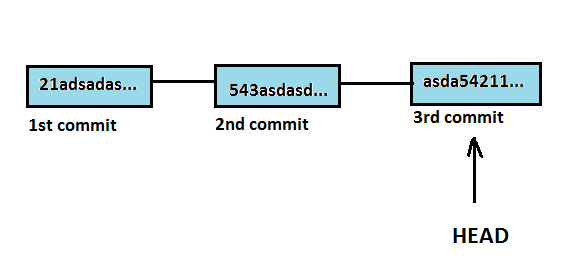 21adsadas...
543asdasd...
asda54211...
1st commit
2nd commit
3rd commit
HEAD